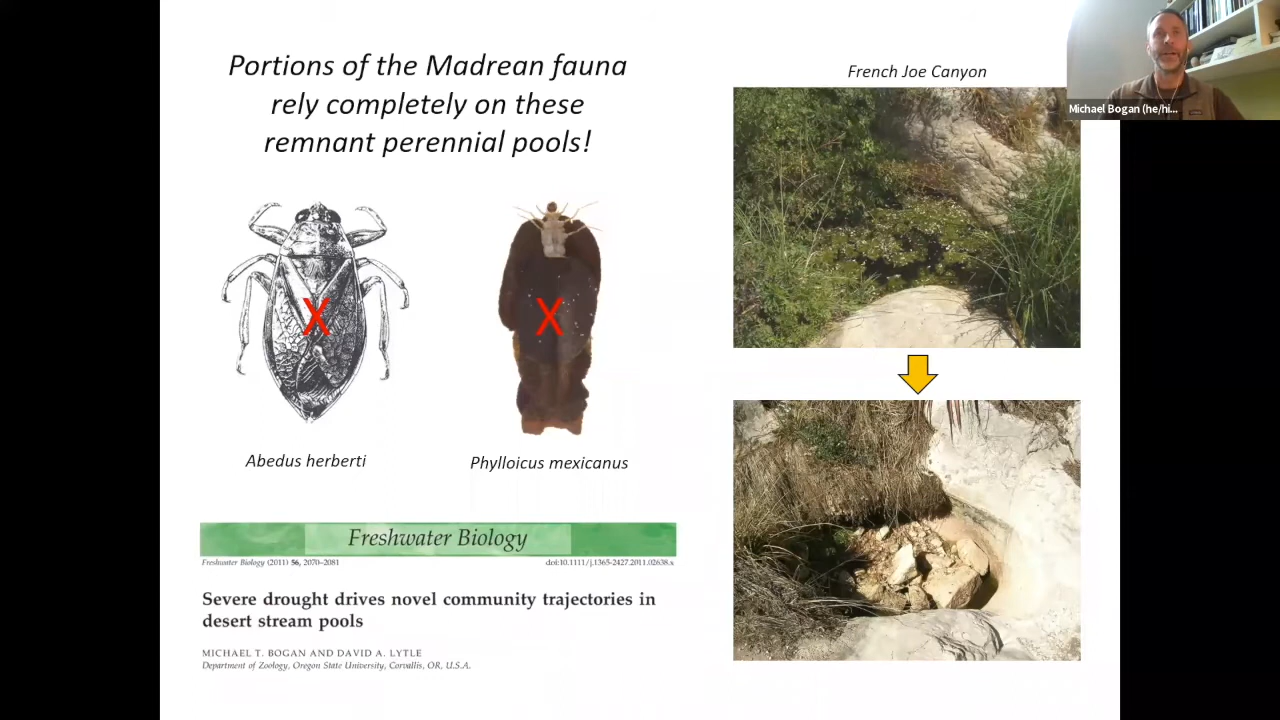 Portions of the Madrean fauna
rely completely on these
remnant perennial pools!
X
X
Abedus herberti
Phylloicus mexicanus
Freshwater Biology
Freshwater Biology (2011) 56, 2070–2081
doi:10.1111/j.1365-2427.2011.02638.x
Severe drought drives novel community trajectories in
desert stream pools
MICHAEL T. BOGAN AND DAVID A. LYTLE
Department of Zoology, Oregon State University, Corvallis, OR, U.S.A.
French Joe Canyon
Michael Bogan (he/hi...